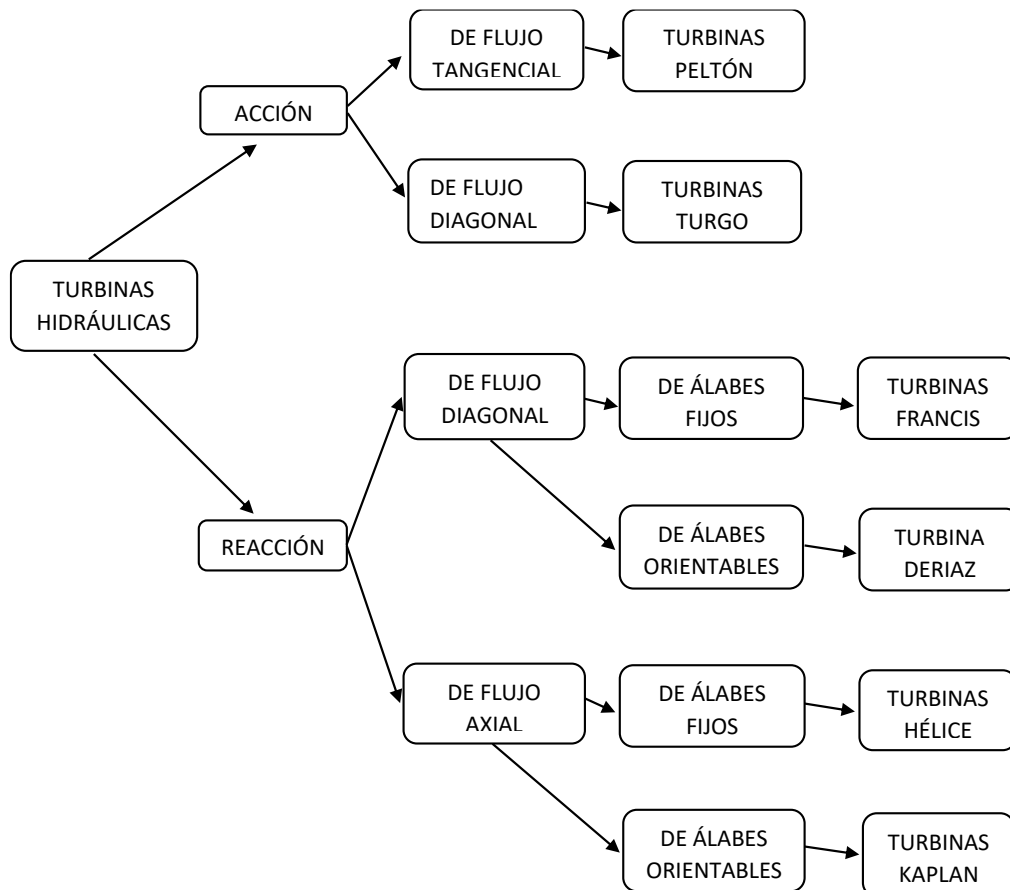 DE FLUJO
TANGENCIAL
TURBINAS
PELTÓN
ACCIÓN
DE FLUJO
DIAGONAL
TURBINAS
TURGO
TURBINAS
HIDRÁULICAS
DE FLUJO
DIAGONAL
DE ÁLABES
FIJOS
TURBINAS
FRANCIS
REACCIÓN
DE ÁLABES
ORIENTABLES
TURBINA
DERIAZ
DE FLUJO
AXIAL
DE ÁLABES
FIJOS
TURBINAS
HÉLICE
DE ÁLABES
ORIENTABLES
TURBINAS
KAPLAN